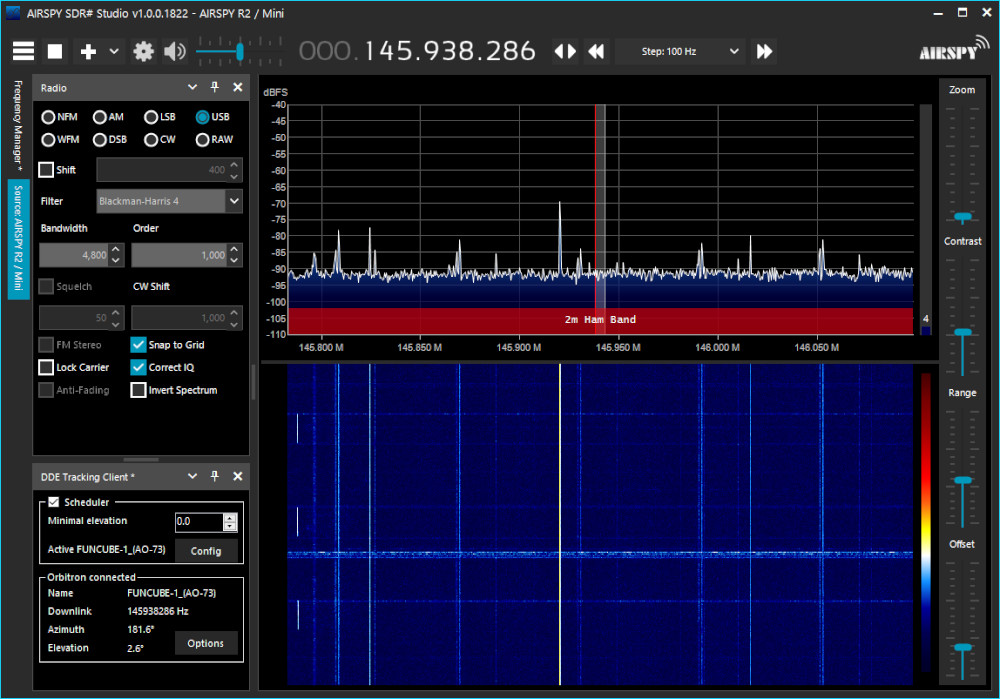 AIRSPY SDR# Studio v1.0.0.1822 - AIRSPY R2 / Mini
000.145.938.286
Step: 100 Hz
AIRSPY
Frequency Manager *
Source: AIRSPY R2 / Mini
Radio
NFM AM LSB USB
WFM DSB CW RAW
Shift 400
Filter Blackman-Harris 4
Bandwidth Order
4,800 1,000
Squelch CW Shift
50 1,000
FM Stereo Snap to Grid
Lock Carrier Correct IQ
Anti-Fading Invert Spectrum
DDE Tracking Client *
Scheduler
Minimal elevation 0.0
Active FUNCUBE-1_(AO-73) Config
Orbitron connected
Name FUNCUBE-1_(AO-73)
Downlink 145938286 Hz
Azimuth 181.6°
Elevation 2.6°
Options
dBFS
-40
-45
-50
-55
-60
-65
-70
-75
-80
-85
-90
-95
-100
-105
-110
2m Ham Band
4
145.800 M 145.850 M 145.900 M 145.950 M 146.000 M 146.050 M
Zoom
Contrast
Range
Offset